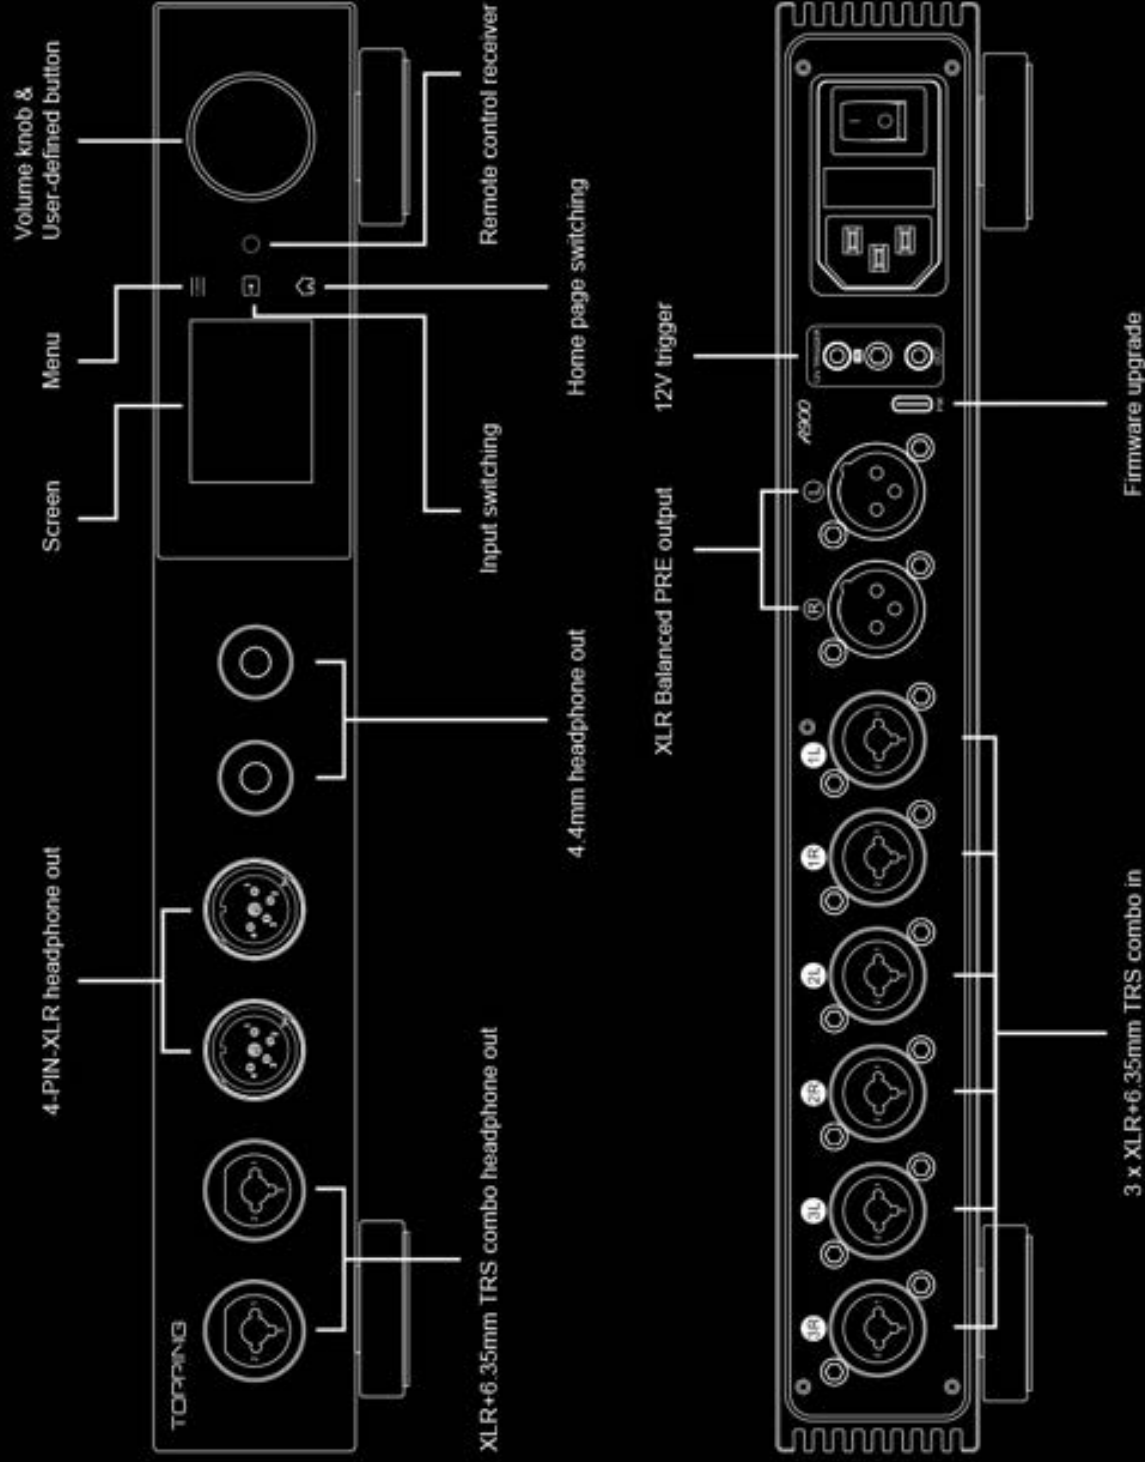 TOPPING
XLR+6.35mm TRS combo headphone out
4-PIN-XLR headphone out
4.4mm headphone out
Screen
Input switching
Menu
Home page switching
Remote control receiver
Volume knob &
User-defined button
3R
3L
2R
2L
1R
1L
3 x XLR+6.35mm TRS combo in
R
L
XLR Balanced PRE output
A900
12V trigger
Firmware upgrade